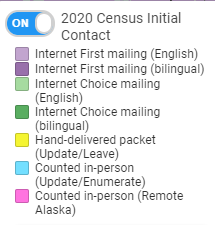 ON
2020 Census Initial
Contact
Internet First mailing (English)
Internet First mailing (bilingual)
Internet Choice mailing
(English)
Internet Choice mailing
(bilingual)
Hand-delivered packet
(Update/Leave)
Counted in-person
(Update/Enumerate)
Counted in-person (Remote
Alaska)